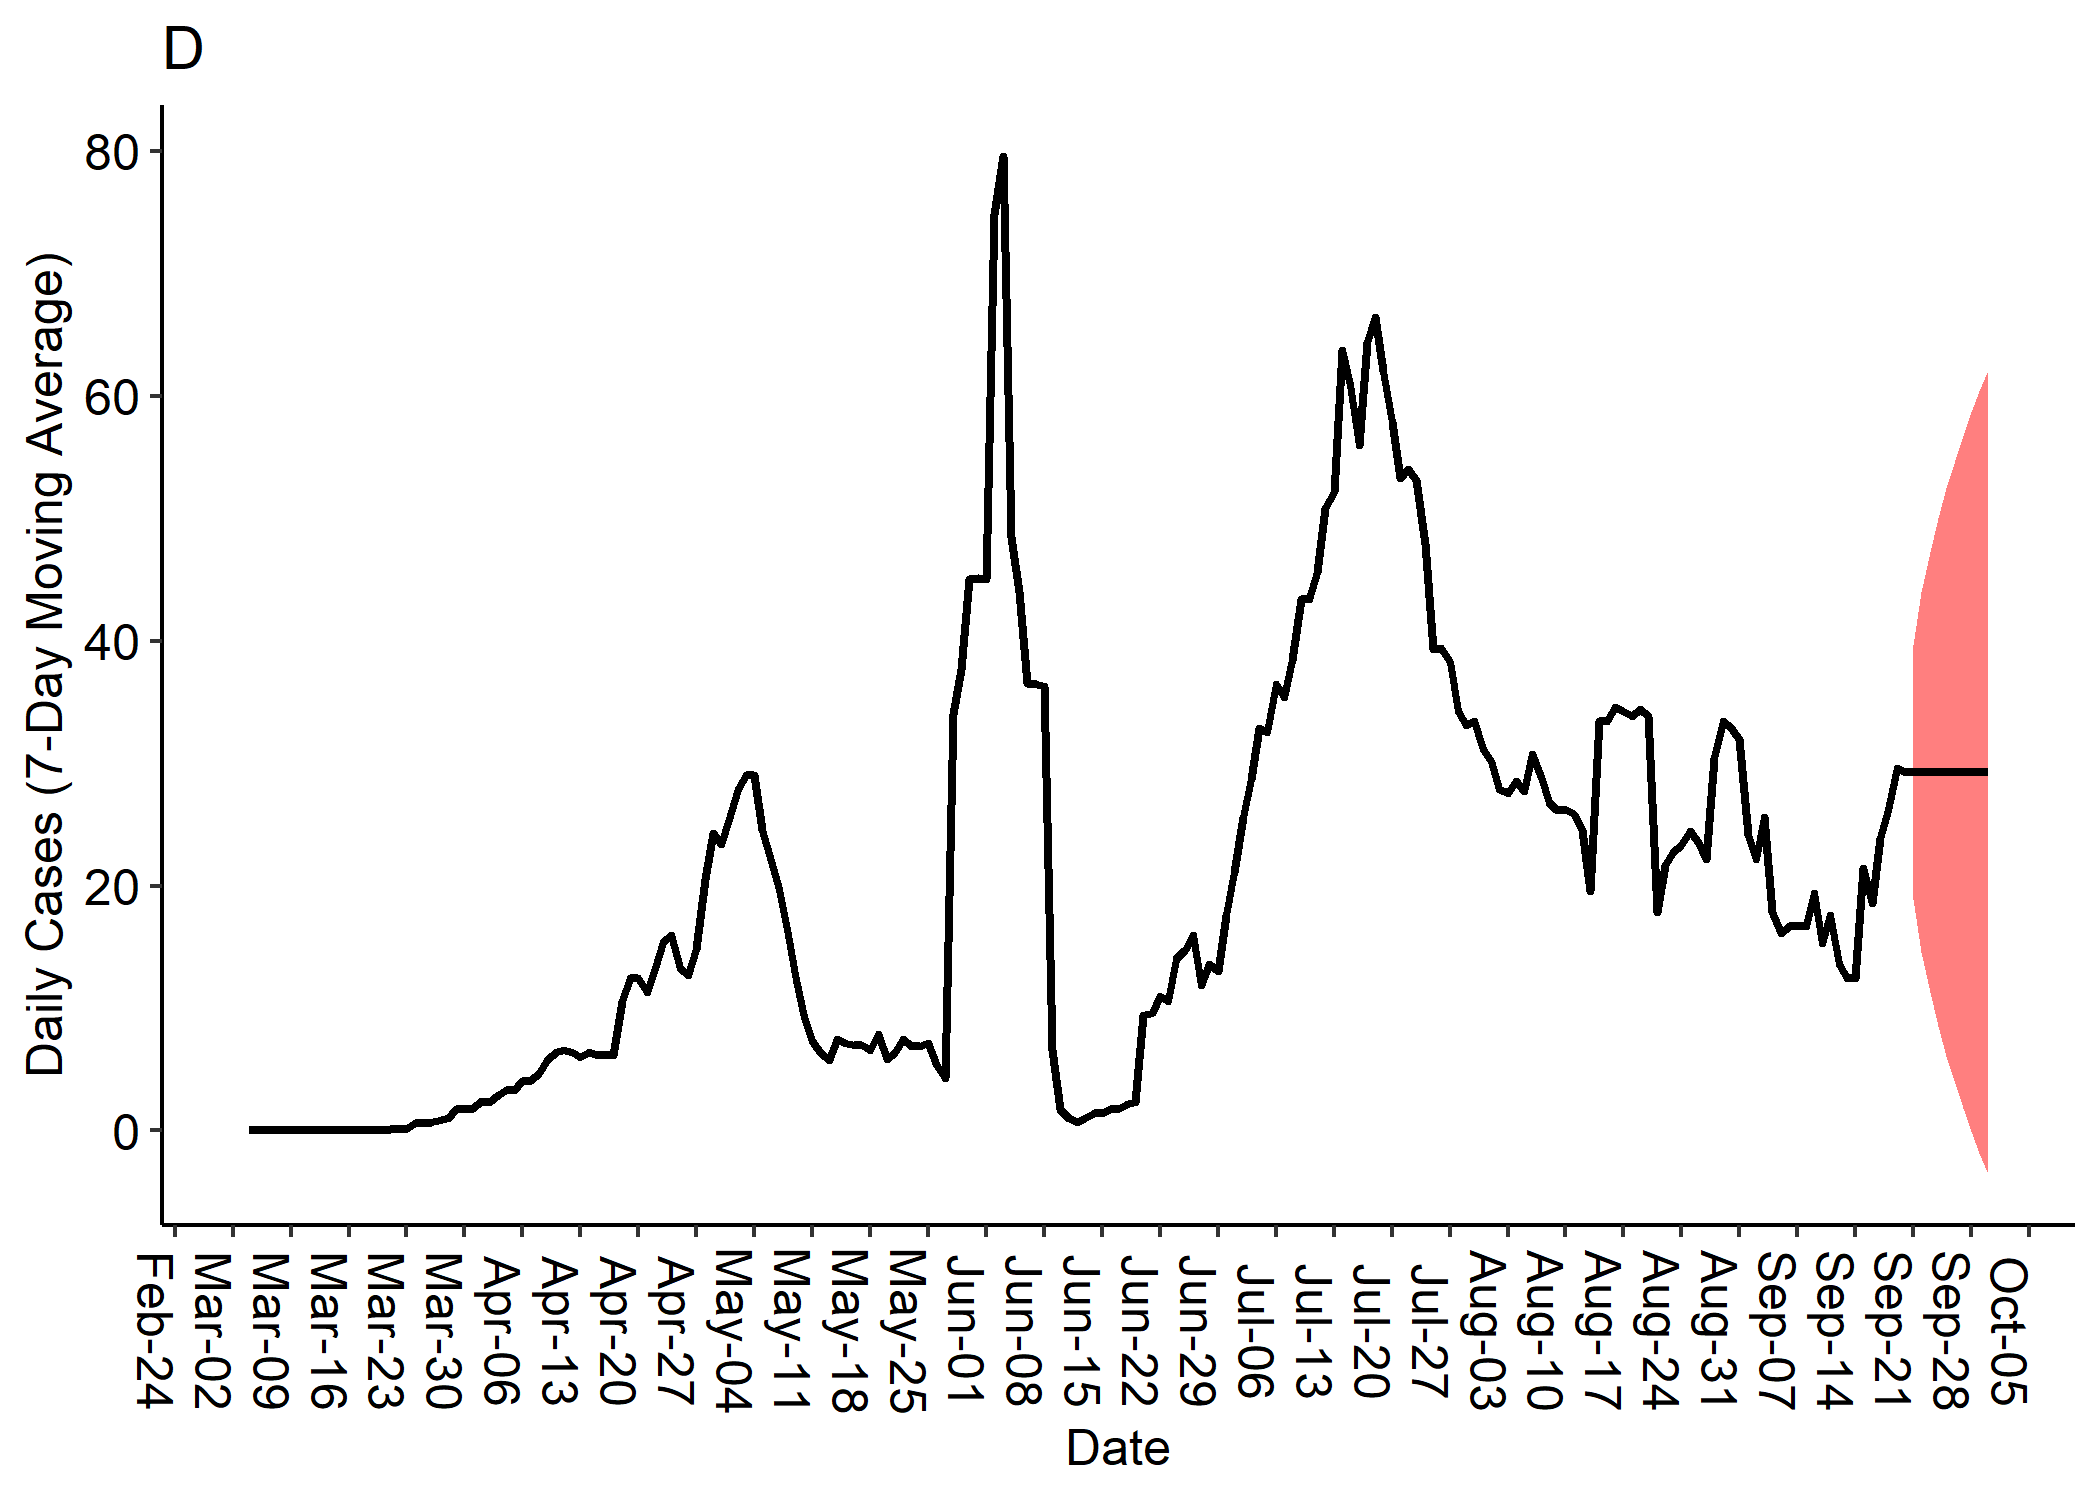 D
Daily Cases (7-Day Moving Average)
80
60
40
20
0
Feb-24
Mar-02
Mar-09
Mar-16
Mar-23
Mar-30
Apr-06
Apr-13
Apr-20
Apr-27
May-04
May-11
May-18
May-25
Jun-01
Jun-08
Jun-15
Jun-22
Jun-29
Jul-06
Jul-13
Jul-20
Jul-27
Aug-03
Aug-10
Aug-17
Aug-24
Aug-31
Sep-07
Sep-14
Sep-21
Sep-28
Oct-05
Date